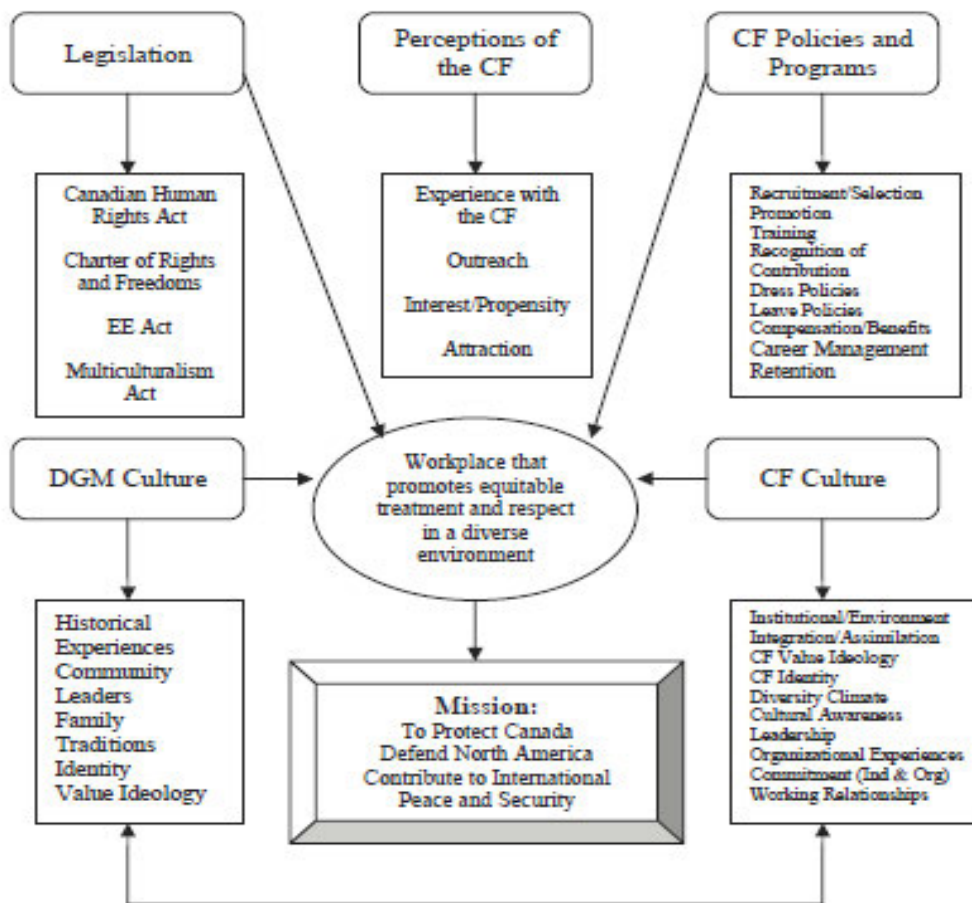 Legislation
Perceptions of
the CF
CF Policies and
Programs
Canadian Human
Rights Act
Charter of Rights
and Freedoms
EE Act
Multiculturalism
Act
Experience with
the CF
Outreach
Interest/Propensity
Attraction
Recruitment/Selection
Promotion
Training
Recognition of
Contribution
Dress Policies
Leave Policies
Compensation/Benefits
Career Management
Retention
DGM Culture
Workplace that
promotes equitable
treatment and respect
in a diverse
environment
CF Culture
Historical
Experiences
Community
Leaders
Family
Traditions
Identity
Value Ideology
Mission:
To Protect Canada
Defend North America
Contribute to International
Peace and Security
Institutional/Environment
Integration/Assimilation
CF Value Ideology
CF Identity
Diversity Climate
Cultural Awareness
Leadership
Organizational Experiences
Commitment (Ind & Org)
Working Relationships